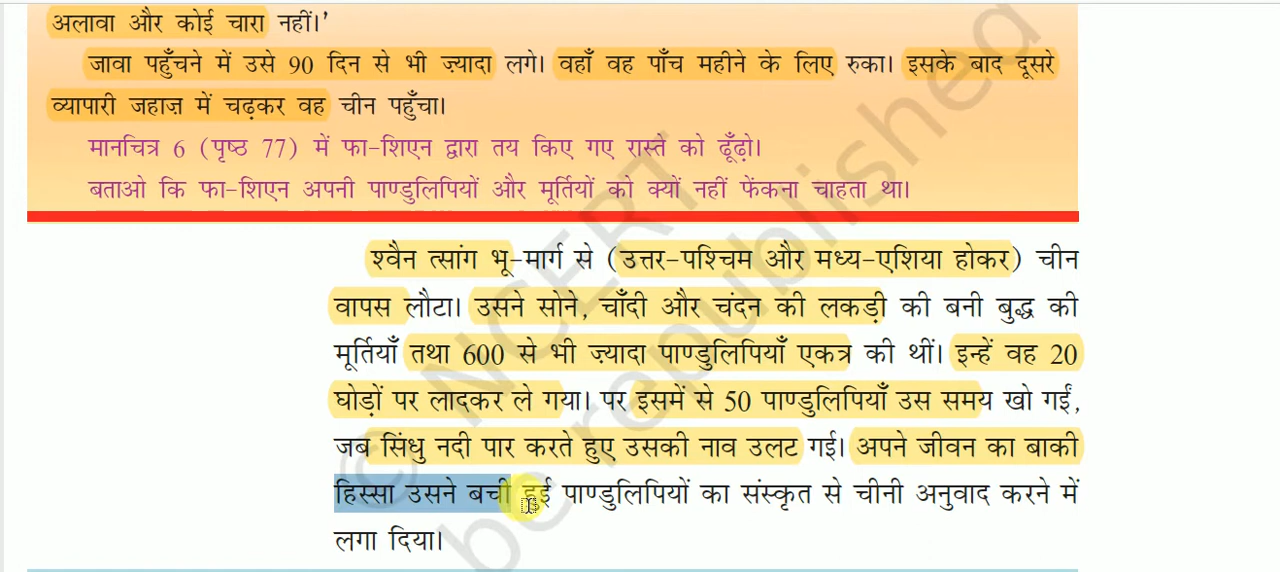 अलावा और कोई चारा नहीं।'
जावा पहुँचने में उसे 90 दिन से भी ज़्यादा लगे। वहाँ वह पाँच महीने के लिए रुका। इसके बाद दूसरे
व्यापारी जहाज़ में चढ़कर वह चीन पहुँचा।
मानचित्र 6 (पृष्ठ 77) में फा-शिएन द्वारा तय किए गए रास्ते को ढूँढ़ो।
बताओ कि फा-शिएन अपनी पाण्डुलिपियों और मूर्तियों को क्यों नहीं फेंकना चाहता था।
श्वैन त्सांग भू-मार्ग से (उत्तर-पश्चिम और मध्य-एशिया होकर) चीन
वापस लौटा। उसने सोने, चाँदी और चंदन की लकड़ी की बनी बुद्ध की
मूर्तियाँ तथा 600 से भी ज़्यादा पाण्डुलिपियाँ एकत्र की थीं। इन्हें वह 20
घोड़ों पर लादकर ले गया। पर इसमें से 50 पाण्डुलिपियाँ उस समय खो गईं,
जब सिंधु नदी पार करते हुए उसकी नाव उलट गई। अपने जीवन का बाकी
हिस्सा उसने बची हुई पाण्डुलिपियों का संस्कृत से चीनी अनुवाद करने में
लगा दिया।
© NCERT
be republished